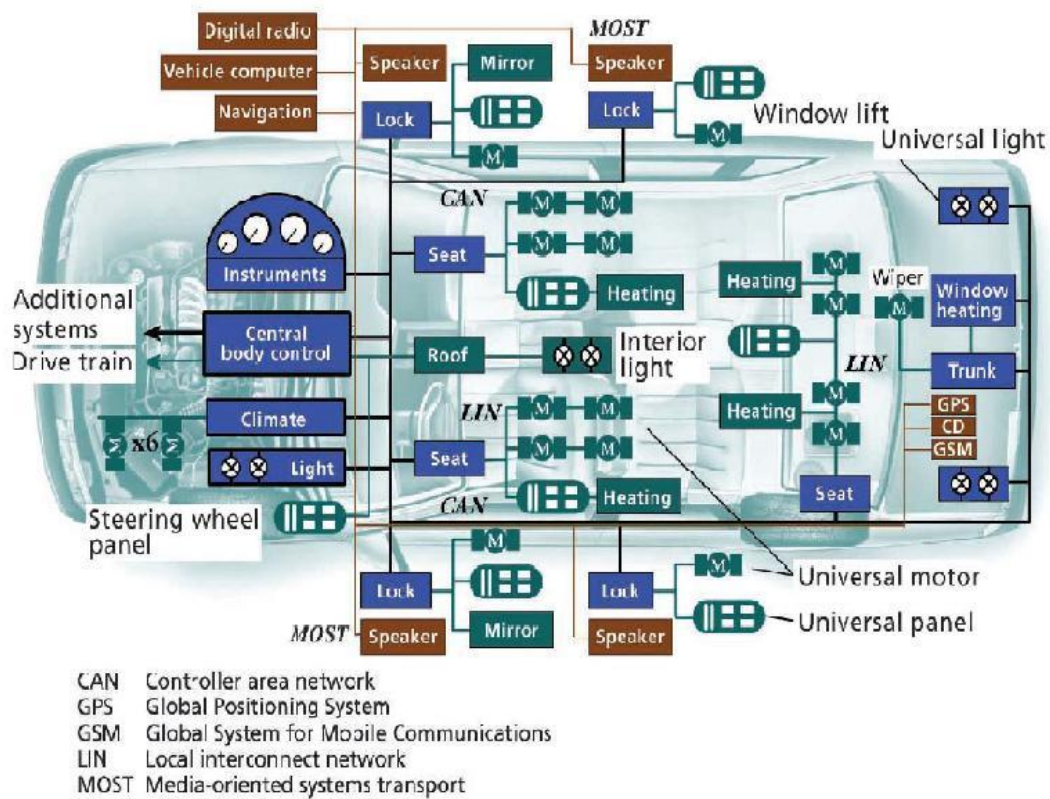 MOST
Digital radio
Speaker
Mirror
Speaker
Vehicle computer
Navigation
Lock
Lock
Window lift
M
M
Universal light
CAN
M M
Instruments
Seat
M M
M
Heating
Wiper
Heating
M
M
Window
heating
Additional
systems
Central
body control
Roof
Interior
light
Drive train
LIN
Trunk
LIN
M M
M
Heating
GPS
Climate
CD
M x6 M
Seat
M M
M
GSM
Light
CAN
Heating
Seat
Steering wheel
panel
M
M
Universal motor
Lock
Lock
Universal panel
MOST
Speaker
Mirror
Speaker
CAN Controller area network
GPS Global Positioning System
GSM Global System for Mobile Communications
LIN Local interconnect network
MOST Media-oriented systems transport